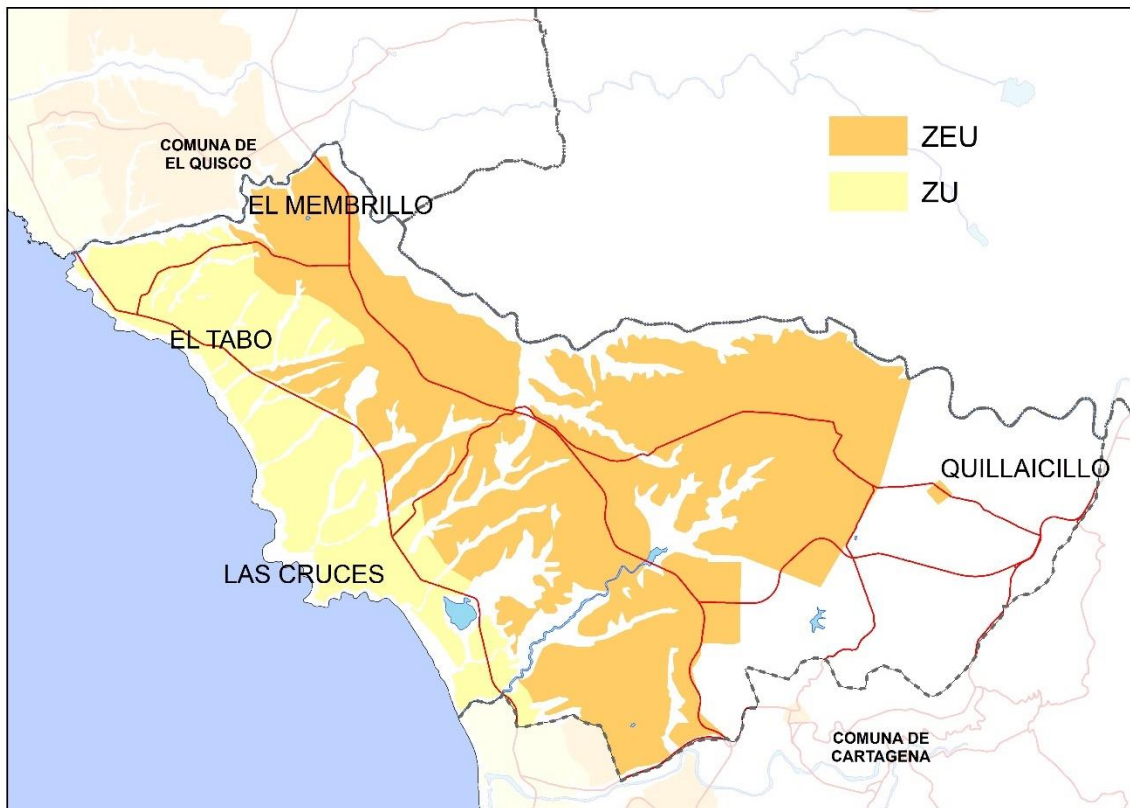 COMUNA DE
EL QUISCO
ZEU
ZU
EL MEMBRILLO
EL TABO
QUILLAICILLO
LAS CRUCES
COMUNA DE
CARTAGENA